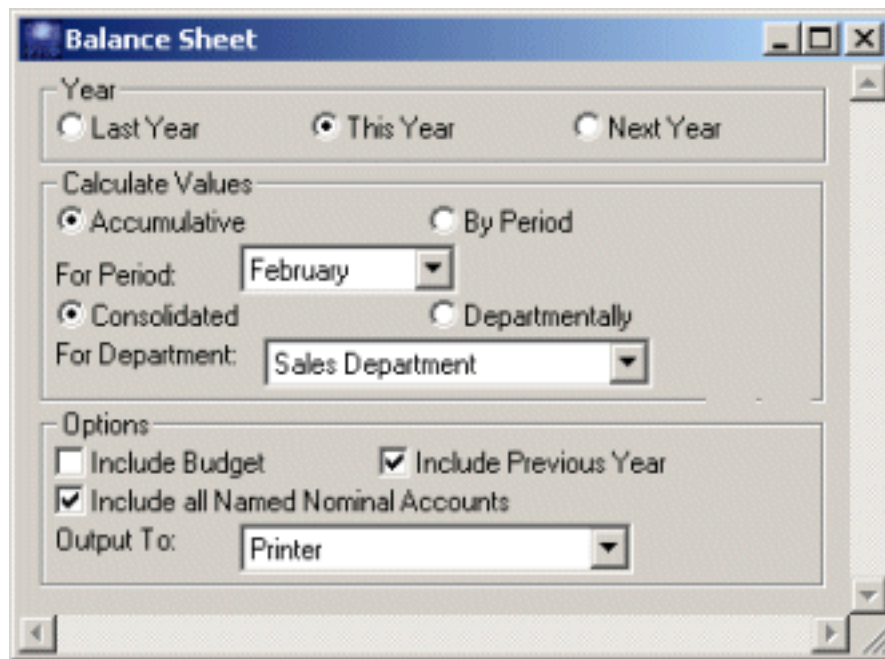 Balance Sheet
Year
Last Year This Year Next Year
Calculate Values
Accumulative By Period
For Period: February
Consolidated Departmentally
For Department: Sales Department
Options
Include Budget Include Previous Year
Include all Named Nominal Accounts
Output To: Printer